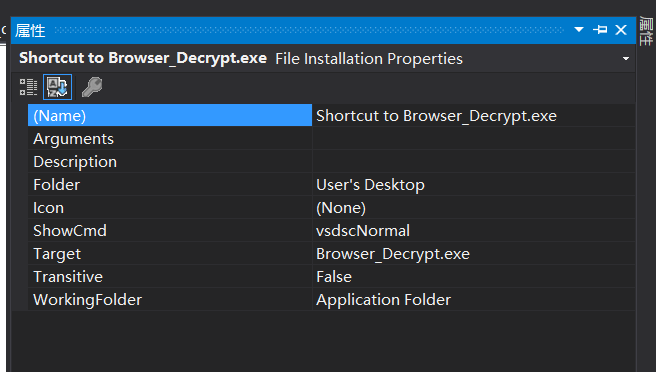 属性
Shortcut to Browser_Decrypt.exe File Installation Properties
(Name) Shortcut to Browser_Decrypt.exe
Arguments
Description
Folder User's Desktop
Icon (None)
ShowCmd vsdscNormal
Target Browser_Decrypt.exe
Transitive False
WorkingFolder Application Folder
属性